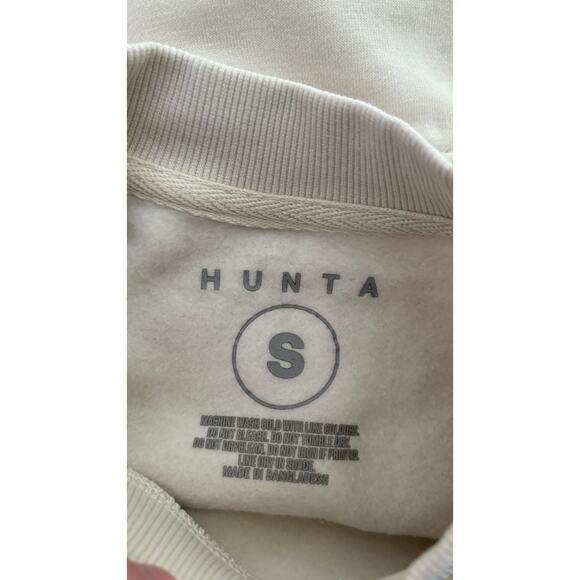 HUNTA
S
MACHINE WASH COLD WITH LIKE COLOURS.
DO NOT BLEACH. DO NOT TUMBLE DRY.
DO NOT DRYCLEAN. DO NOT IRON IF PRINTED.
LINE DRY IN SHADE.
MADE IN BANGLADESH